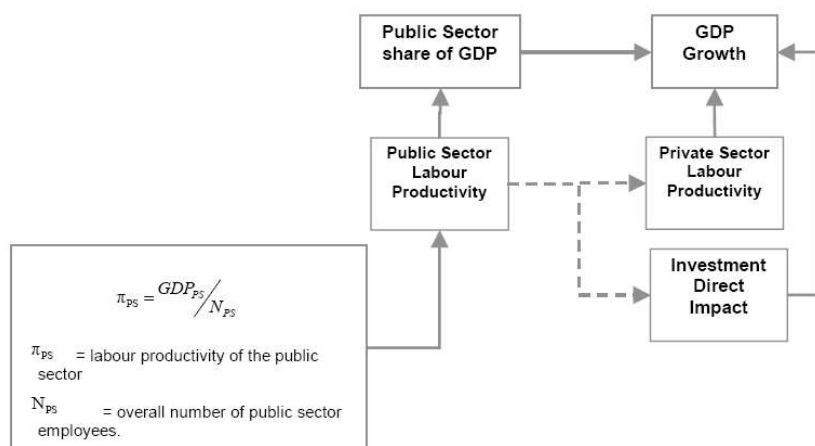 Public Sector
share of GDP
GDP
Growth
Public Sector
Labour
Productivity
Private Sector
Labour
Productivity
Investment
Direct
Impact
π_PS = GDP_PS / N_PS
π_PS = labour productivity of the public
sector
N_PS = overall number of public sector
employees.